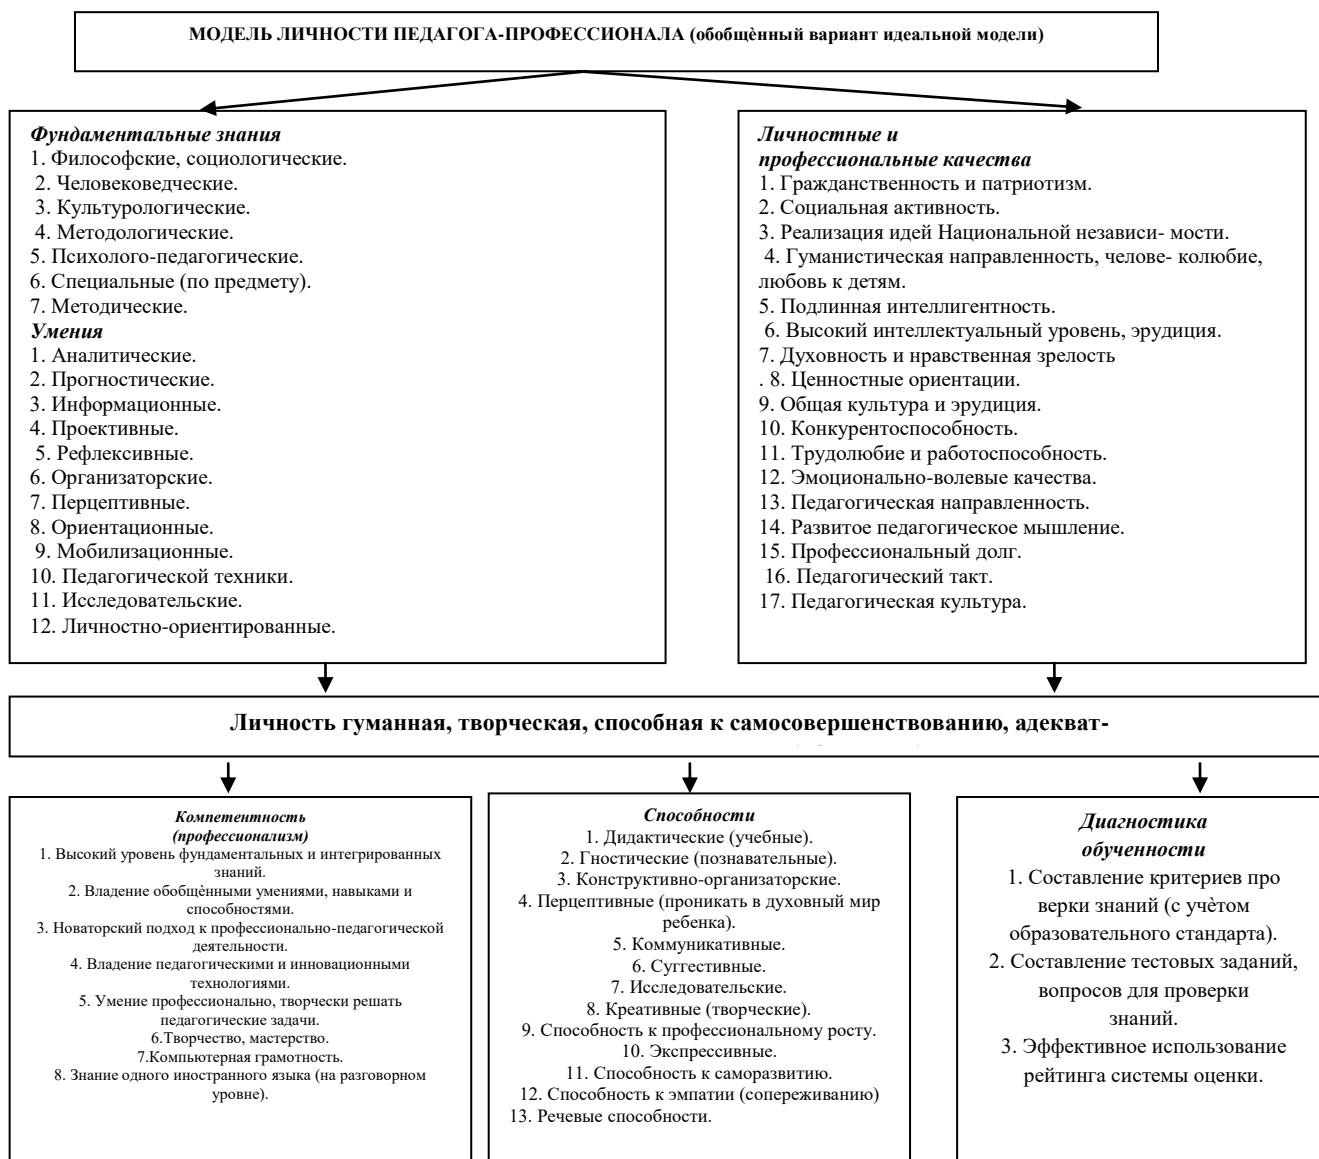 МОДЕЛЬ ЛИЧНОСТИ ПЕДАГОГА-ПРОФЕССИОНАЛА (обобщѐнный вариант идеальной модели)
Фундаментальные знания
1. Философские, социологические.
2. Человековедческие.
3. Культурологические.
4. Методологические.
5. Психолого-педагогические.
6. Специальные (по предмету).
7. Методические.
Умения
1. Аналитические.
2. Прогностические.
3. Информационные.
4. Проективные.
5. Рефлексивные.
6. Организаторские.
7. Перцептивные.
8. Ориентационные.
9. Мобилизационные.
10. Педагогической техники.
11. Исследовательские.
12. Личностно-ориентированные.
Личностные и
профессиональные качества
1. Гражданственность и патриотизм.
2. Социальная активность.
3. Реализация идей Национальной независи- мости.
4. Гуманистическая направленность, челове- колюбие,
любовь к детям.
5. Подлинная интеллигентность.
6. Высокий интеллектуальный уровень, эрудиция.
7. Духовность и нравственная зрелость
. 8. Ценностные ориентации.
9. Общая культура и эрудиция.
10. Конкурентоспособность.
11. Трудолюбие и работоспособность.
12. Эмоционально-волевые качества.
13. Педагогическая направленность.
14. Развитое педагогическое мышление.
15. Профессиональный долг.
16. Педагогический такт.
17. Педагогическая культура.
Личность гуманная, творческая, способная к самосовершенствованию, адекват-
Компетентность
(профессионализм)
1. Высокий уровень фундаментальных и интегрированных
знаний.
2. Владение обобщѐнными умениями, навыками и
способностями.
3. Новаторский подход к профессионально-педагогической
деятельности.
4. Владение педагогическими и инновационными
технологиями.
5. Умение профессионально, творчески решать
педагогические задачи.
6.Творчество, мастерство.
7.Компьютерная грамотность.
8. Знание одного иностранного языка (на разговорном
уровне).
Способности
1. Дидактические (учебные).
2. Гностические (познавательные).
3. Конструктивно-организаторские.
4. Перцептивные (проникать в духовный мир
ребенка).
5. Коммуникативные.
6. Суггестивные.
7. Исследовательские.
8. Креативные (творческие).
9. Способность к профессиональному росту.
10. Экспрессивные.
11. Способность к саморазвитию.
12. Способность к эмпатии (сопереживанию)
13. Речевые способности.
Диагностика
обученности
1. Составление критериев про
верки знаний (с учѐтом
образовательного стандарта).
2. Составление тестовых заданий,
вопросов для проверки
знаний.
3. Эффективное использование
рейтинга системы оценки.